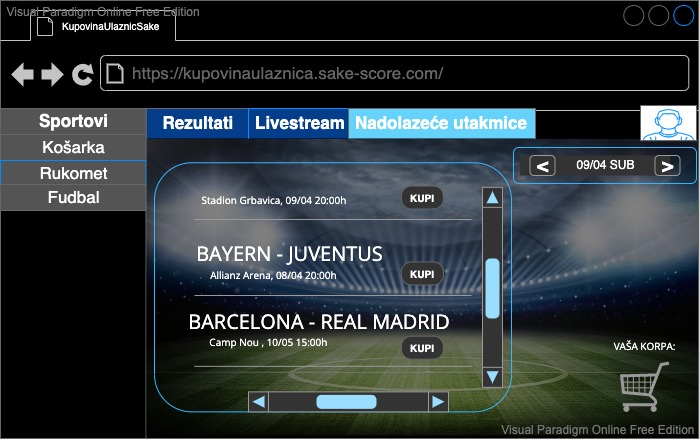 Visual Paradigm Online Free Edition
KupovinaUlaznicSake
https://kupovinaulaznica.sake-score.com/
Sportovi
Košarka
Rukomet
Fudbal
Rezultati
Livestream
Nadolazeće utakmice
< 09/04 SUB >
Stadion Grbavica, 09/04 20:00h
KUPI
BAYERN - JUVENTUS
Allianz Arena, 08/04 20:00h
KUPI
BARCELONA - REAL MADRID
Camp Nou , 10/05 15:00h
KUPI
VAŠA KORPA:
Visual Paradigm Online Free Edition